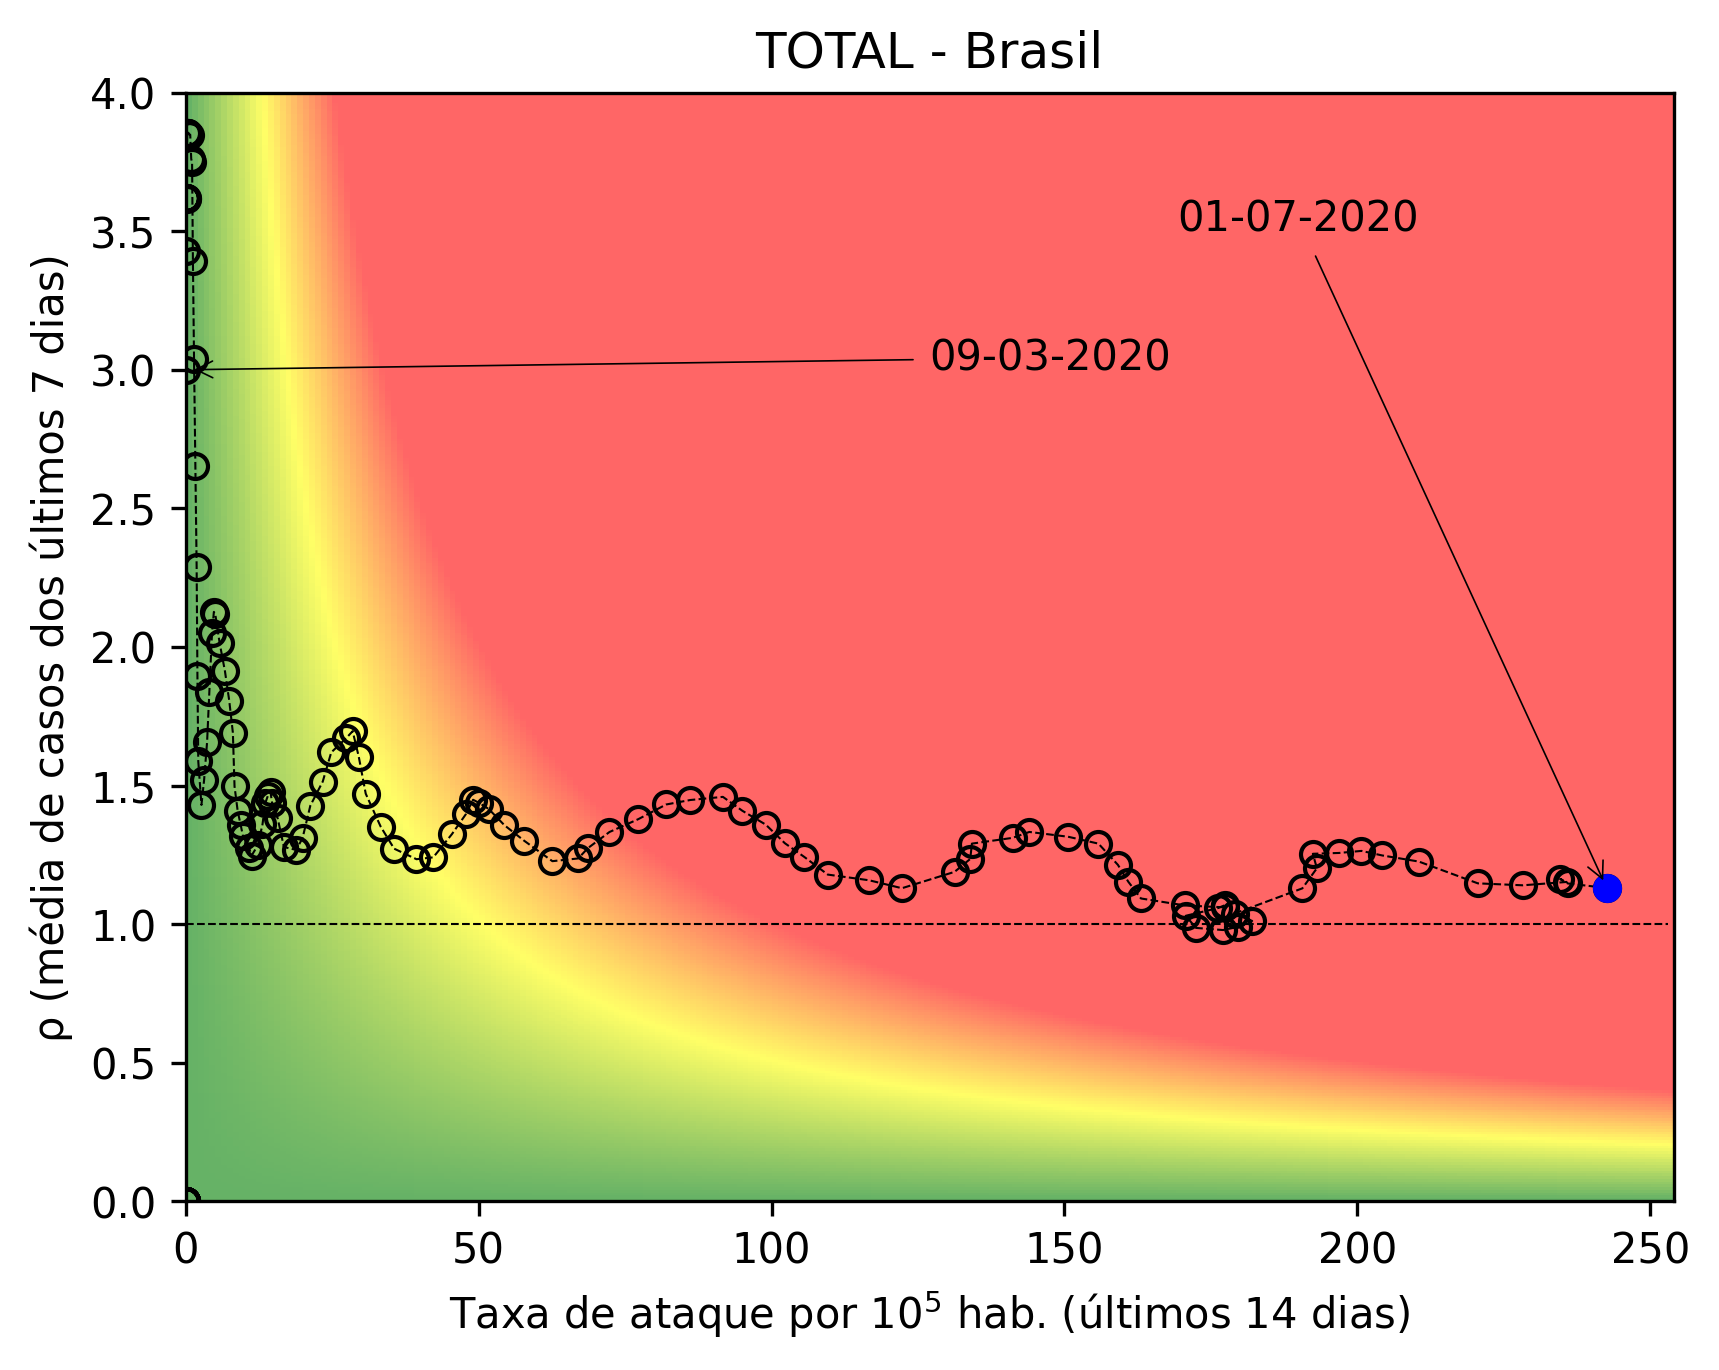 TOTAL - Brasil
4.0
3.5
3.0
2.5
2.0
1.5
1.0
0.5
0.0
ρ (média de casos dos últimos 7 dias)
01-07-2020
09-03-2020
0 50 100 150 200 250
Taxa de ataque por 10⁵ hab. (últimos 14 dias)